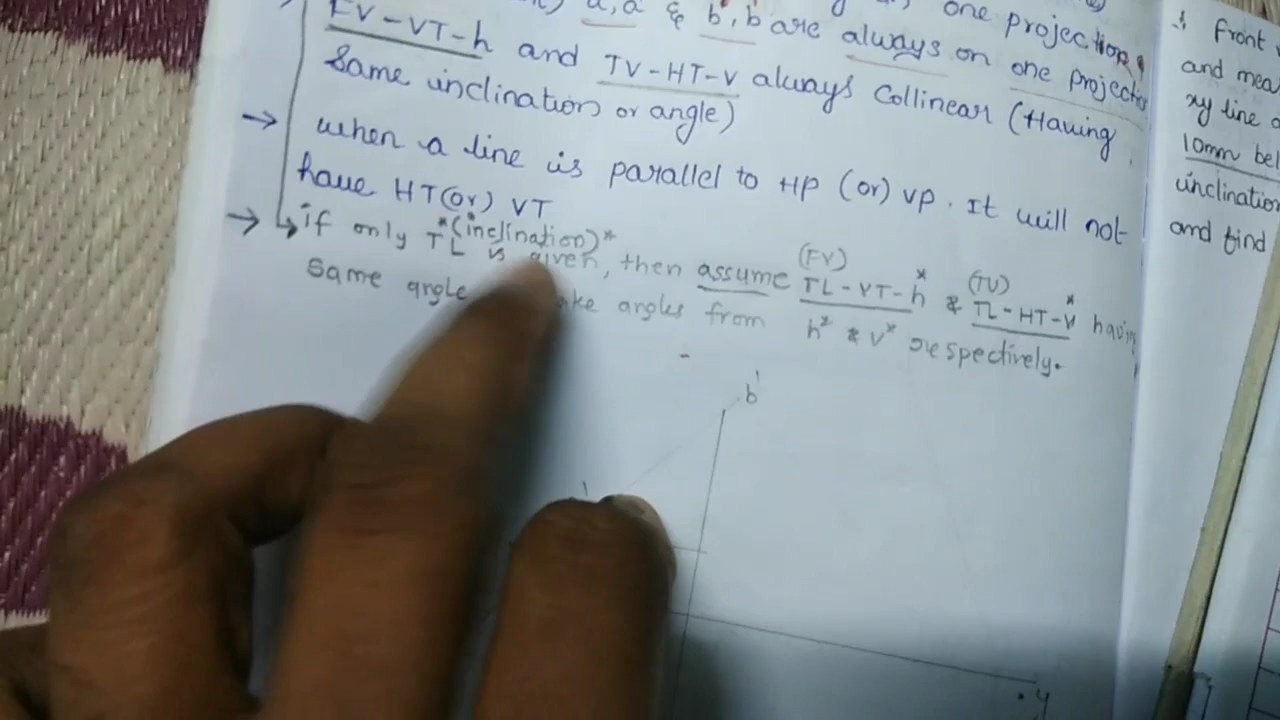 a, a & b', b are always on one projection
FV-VT-h and TV-HT-V always Collinear (Having
Same inclination or angle)
→ when a line is parallel to HP (or) VP. It will not
have HT(or) VT
→ if only TL *(inclination)* is given, then assume (FV) TL-VT-h* & (TV) TL-HT-V* having
Same angle angles from h* & v* respectively.
b'
y
front
and mea
xy line
10mm bel
inclination
and find